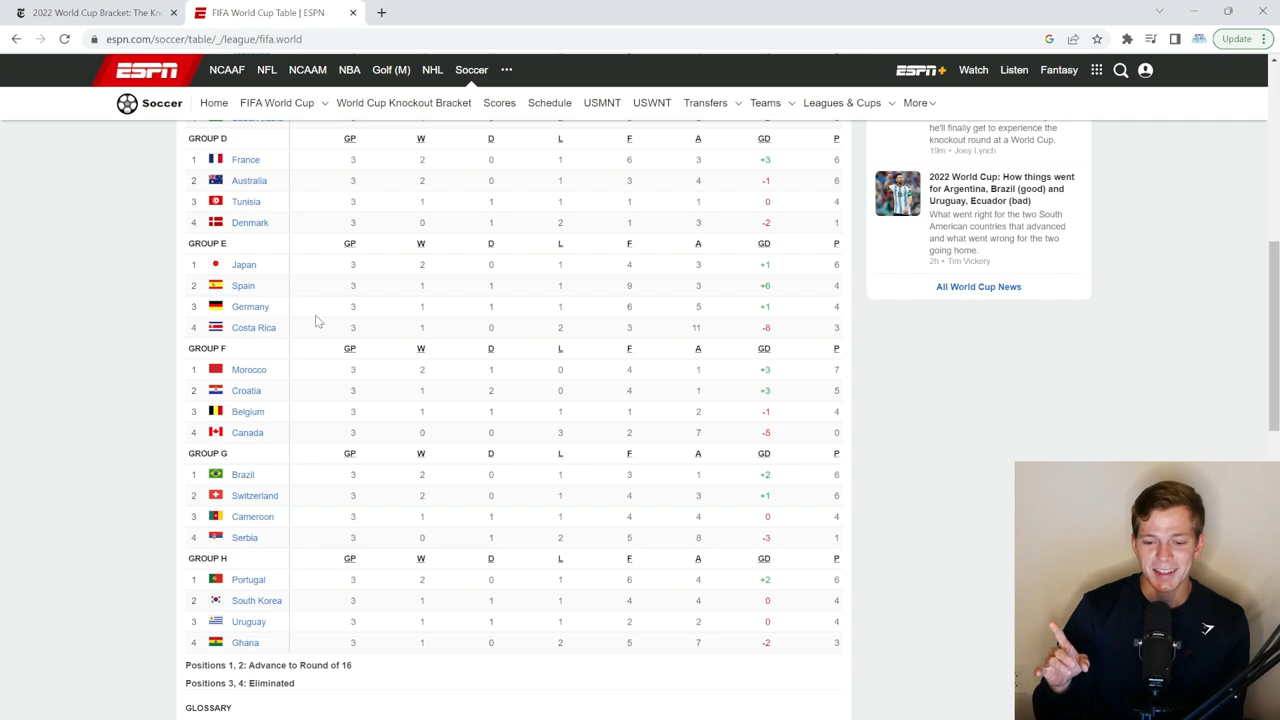 2022 World Cup Bracket: The Kn
FIFA World Cup Table | ESPN
espn.com/soccer/table/_/league/fifa.world
Update
ESPN NCAAF NFL NCAAM NBA Golf (M) NHL Soccer ESPN+ Watch Listen Fantasy
Soccer Home FIFA World Cup World Cup Knockout Bracket Scores Schedule USMNT USWNT Transfers Teams Leagues & Cups More
GROUP D GP W D L F A GD P
1 France 3 2 0 1 6 3 +3 6
2 Australia 3 2 0 1 3 4 -1 6
3 Tunisia 3 1 1 1 1 1 0 4
4 Denmark 3 0 1 2 1 3 -2 1
GROUP E GP W D L F A GD P
1 Japan 3 2 0 1 4 3 +1 6
2 Spain 3 1 1 1 9 3 +6 4
3 Germany 3 1 1 1 6 5 +1 4
4 Costa Rica 3 1 0 2 3 11 -8 3
GROUP F GP W D L F A GD P
1 Morocco 3 2 1 0 4 1 +3 7
2 Croatia 3 1 2 0 4 1 +3 5
3 Belgium 3 1 1 1 1 2 -1 4
4 Canada 3 0 0 3 2 7 -5 0
GROUP G GP W D L F A GD P
1 Brazil 3 2 0 1 3 1 +2 6
2 Switzerland 3 2 0 1 4 3 +1 6
3 Cameroon 3 1 1 1 4 4 0 4
4 Serbia 3 0 1 2 5 8 -3 1
GROUP H GP W D L F A GD P
1 Portugal 3 2 0 1 6 4 +2 6
2 South Korea 3 1 1 1 4 4 0 4
3 Uruguay 3 1 1 1 2 2 0 4
4 Ghana 3 1 0 2 5 7 -2 3
Positions 1, 2: Advance to Round of 16
Positions 3, 4: Eliminated
GLOSSARY
he'll finally get to experience the
knockout round at a World Cup.
19m • Joey Lynch
2022 World Cup: How things went
for Argentina, Brazil (good) and
Uruguay, Ecuador (bad)
What went right for the two South
American countries that advanced
and what went wrong for the two
going home.
2h • Tim Vickery
All World Cup News